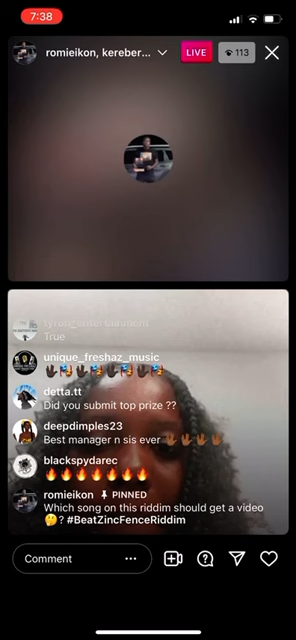 7:38
romieikon, kereber...
LIVE
113
True
unique_freshaz_music
detta.tt
Did you submit top prize ??
deepdimples23
Best manager n sis ever
blackspydarec
romieikon PINNED
Which song on this riddim should get a video
🤔? #BeatZincFenceRiddim
Comment